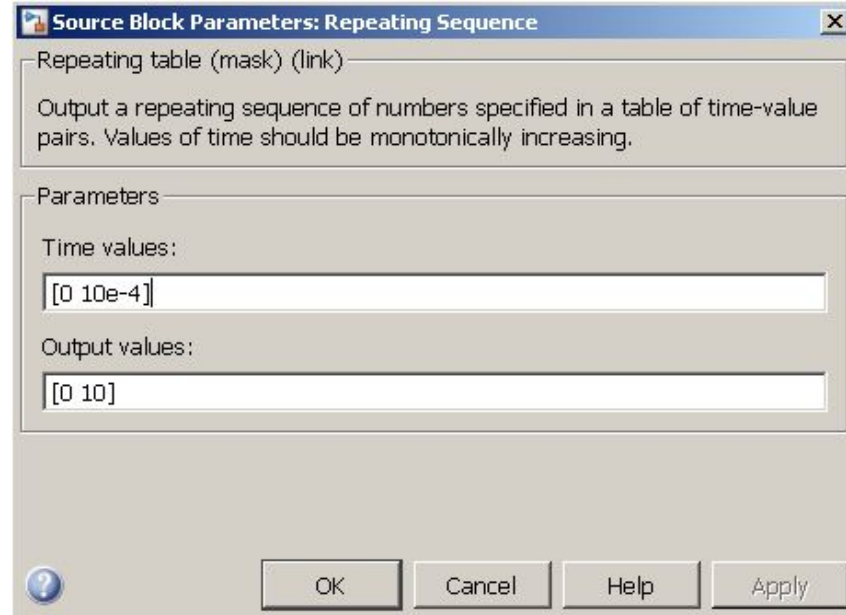 Source Block Parameters: Repeating Sequence
Repeating table (mask) (link)
Output a repeating sequence of numbers specified in a table of time-value
pairs. Values of time should be monotonically increasing.
Parameters
Time values:
[0 10e-4]
Output values:
[0 10]
OK Cancel Help Apply